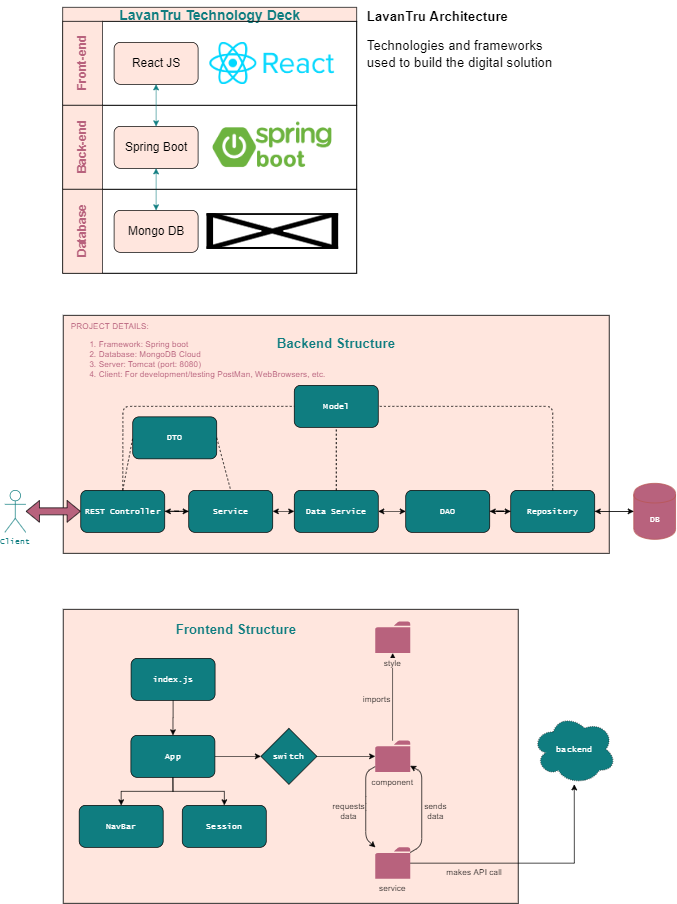 LavanTru Technology Deck
LavanTru Architecture
Technologies and frameworks
used to build the digital solution
Front-end
React JS
React
Back-end
Spring Boot
spring
boot
Database
Mongo DB
PROJECT DETAILS:
1. Framework: Spring boot
2. Database: MongoDB Cloud
3. Server: Tomcat (port: 8080)
4. Client: For development/testing PostMan, WebBrowsers, etc.
Backend Structure
Model
DTO
REST Controller
Service
Data Service
DAO
Repository
DB
Client
Frontend Structure
style
index.js
imports
App
switch
component
backend
requests
data
sends
data
NavBar
Session
makes API call
service